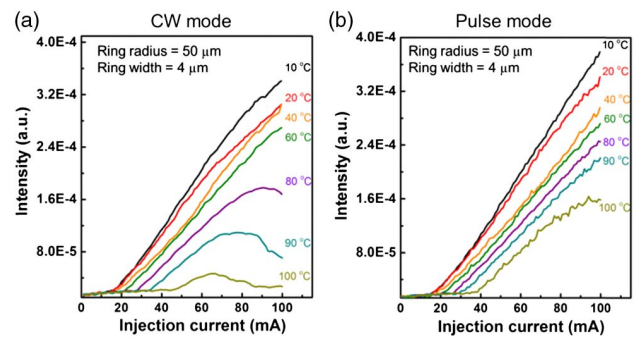 (a) CW mode
4.0E-4
3.2E-4
2.4E-4
1.6E-4
8.0E-5
Intensity (a.u.)
Ring radius = 50 μm
Ring width = 4 μm
10 °C
20 °C
40 °C
60 °C
80 °C
90 °C
100 °C
0 20 40 60 80 100
Injection current (mA)
(b) Pulse mode
4.0E-4
3.2E-4
2.4E-4
1.6E-4
8.0E-5
Intensity (a.u.)
Ring radius = 50 μm
Ring width = 4 μm
10 °C
20 °C
40 °C
60 °C
80 °C
90 °C
100 °C
0 20 40 60 80 100
Injection current (mA)